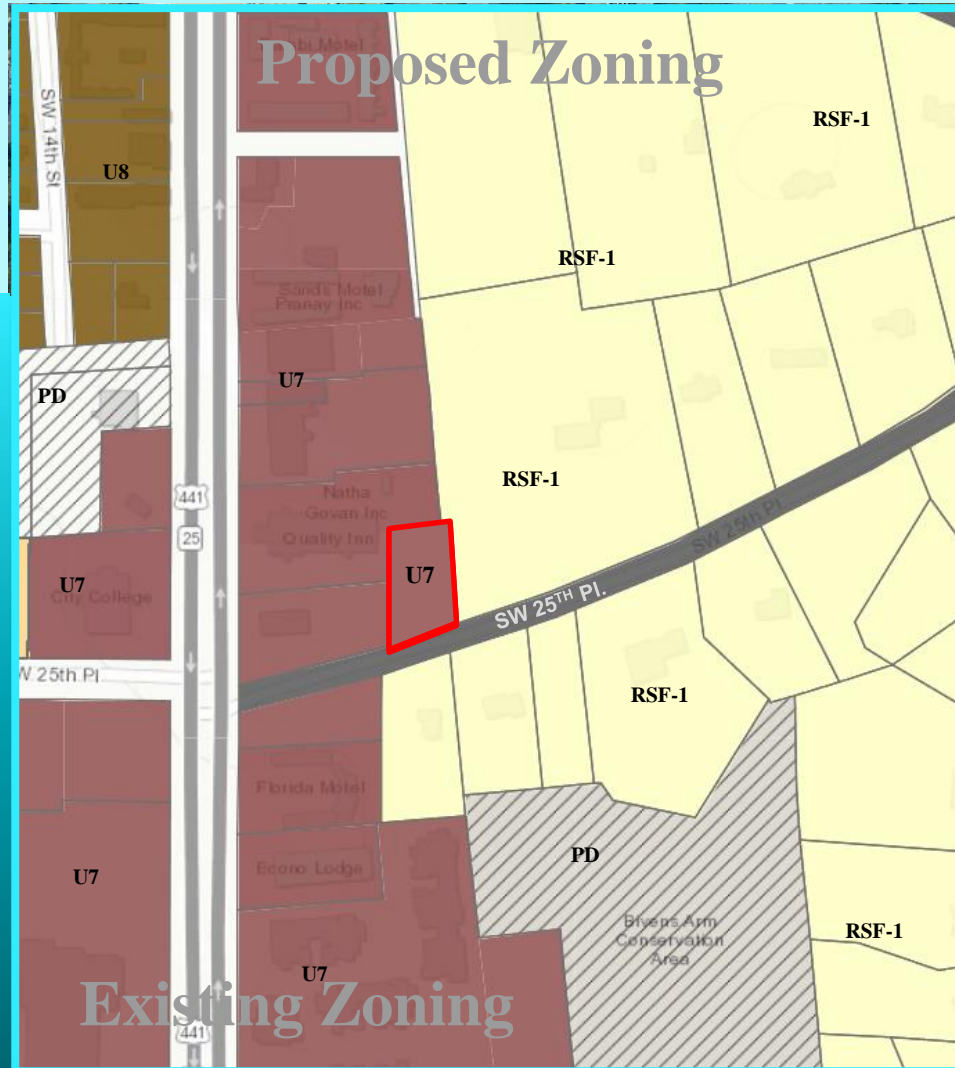 Proposed Zoning
RSF-1
SW 14th St
U8
RSF-1
Sands Motel
Pranay Inc
U7
PD
RSF-1
441
25
Natha
Govan Inc
Quality Inn
U7
SW 25th Pl.
U7
City College
SW 25TH Pl.
W 25th Pl
RSF-1
Florida Motel
PD
Econo Lodge
U7
Bivens Arm
Conservation
Area
RSF-1
U7
Existing Zoning
441